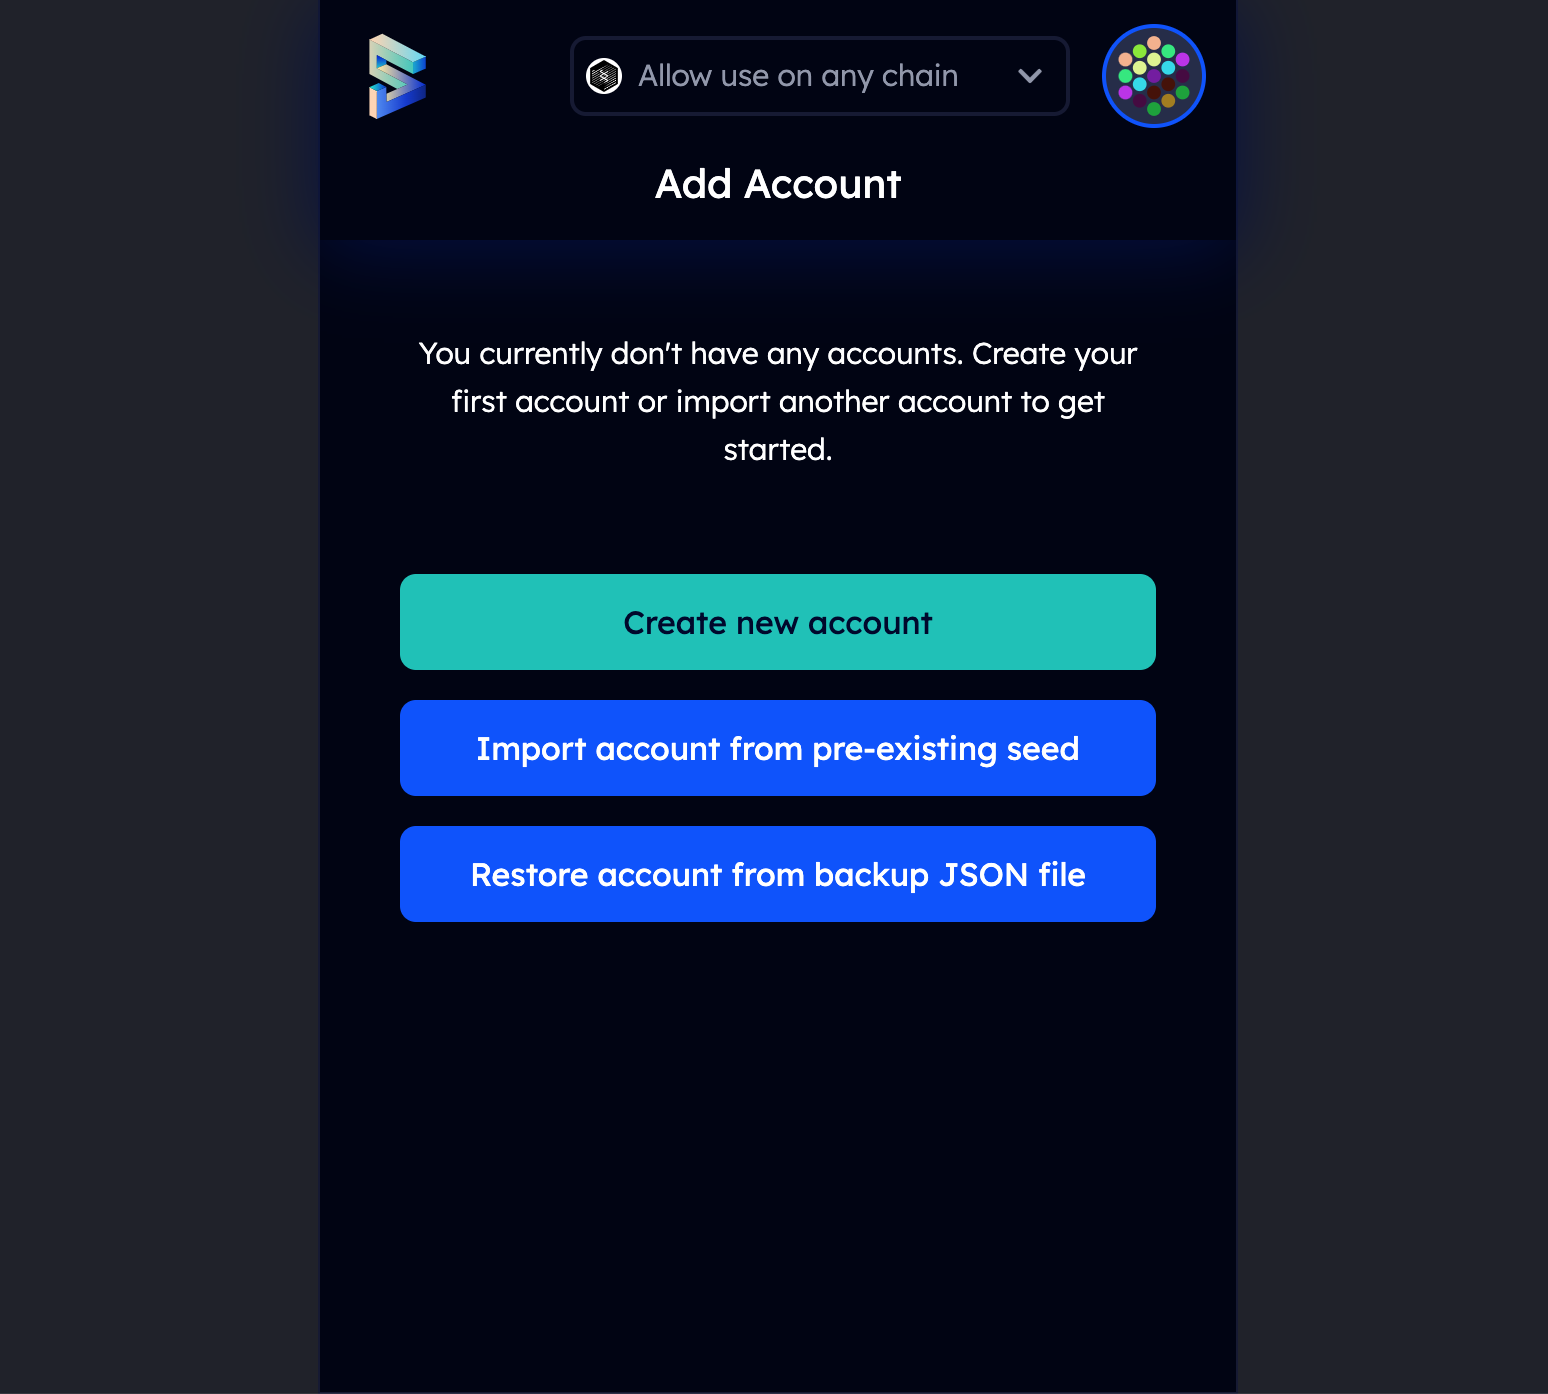 Allow use on any chain
Add Account
You currently don't have any accounts. Create your
first account or import another account to get
started.
Create new account
Import account from pre-existing seed
Restore account from backup JSON file